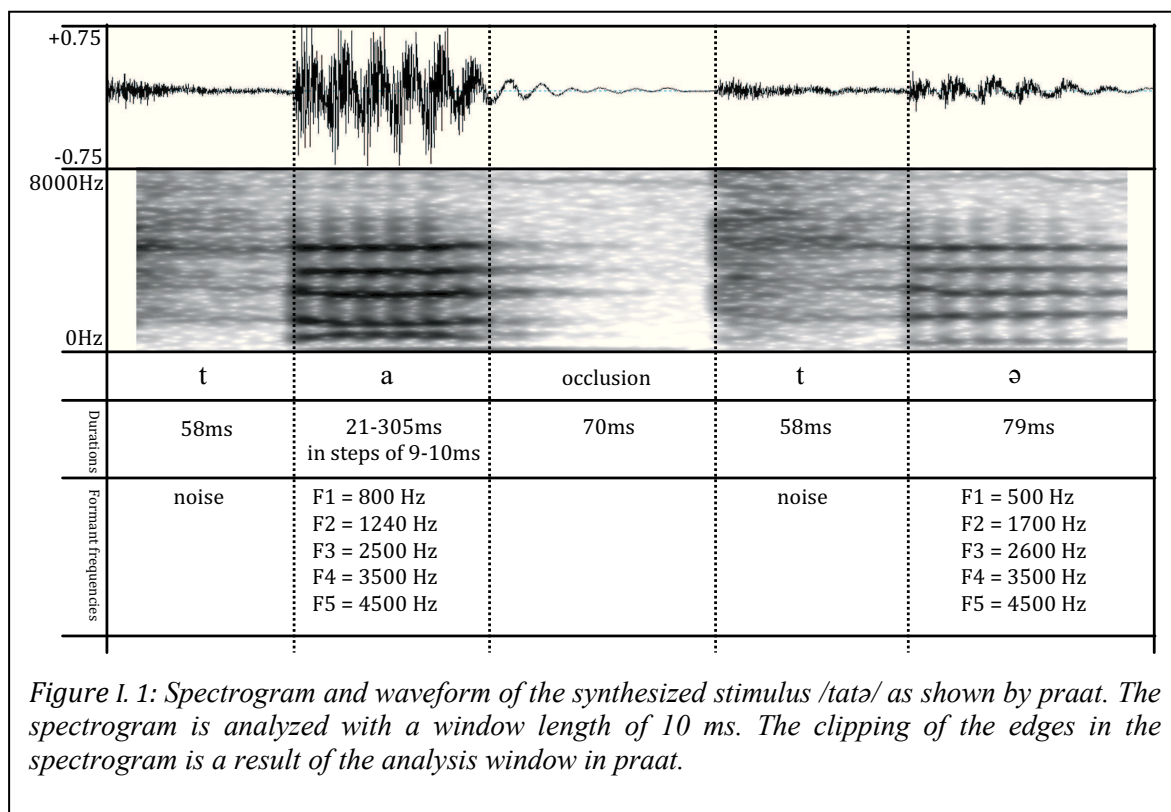 +0.75
-0.75
8000Hz
0Hz
t a occlusion t ə
Durations
58ms 21-305ms 70ms 58ms 79ms
in steps of 9-10ms
Formant frequencies
noise F1 = 800 Hz noise F1 = 500 Hz
F2 = 1240 Hz F2 = 1700 Hz
F3 = 2500 Hz F3 = 2600 Hz
F4 = 3500 Hz F4 = 3500 Hz
F5 = 4500 Hz F5 = 4500 Hz
Figure I. 1: Spectrogram and waveform of the synthesized stimulus /tatə/ as shown by praat. The
spectrogram is analyzed with a window length of 10 ms. The clipping of the edges in the
spectrogram is a result of the analysis window in praat.